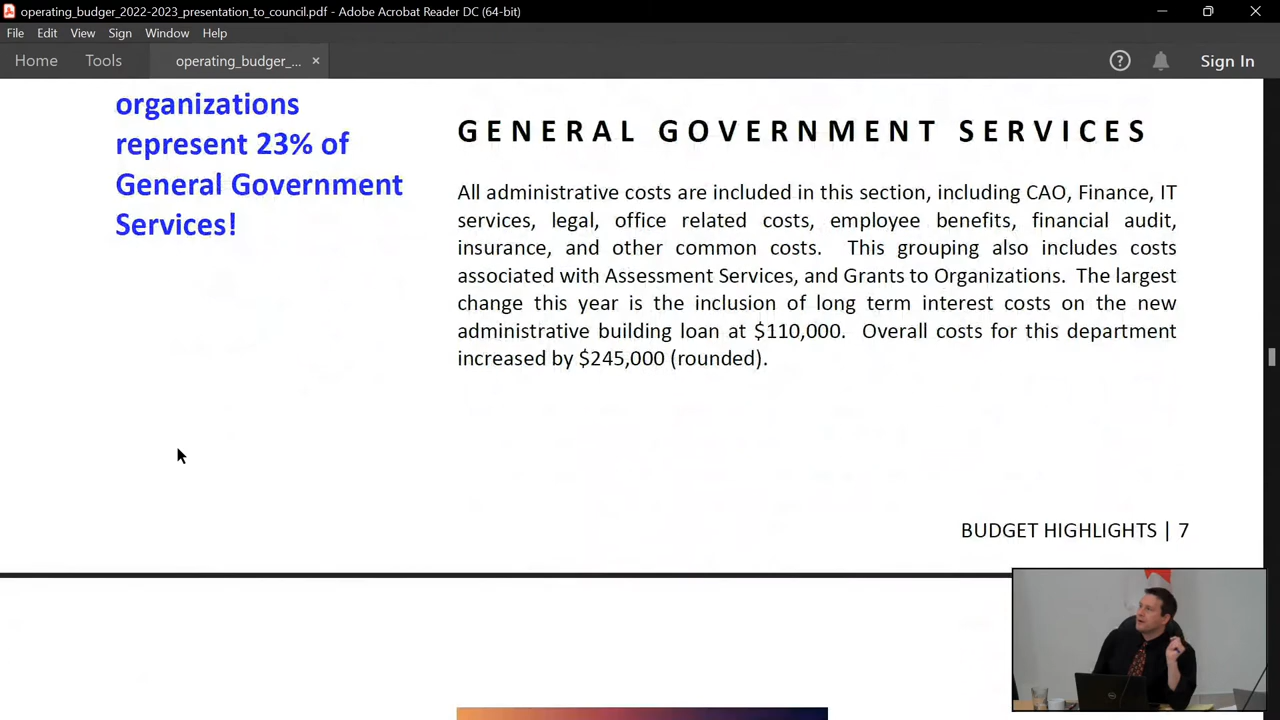 operating_budget_2022-2023_presentation_to_council.pdf - Adobe Acrobat Reader DC (64-bit)
File Edit View Sign Window Help
Home Tools operating_budget_... × ? Sign In
organizations
represent 23% of
General Government
Services!
GENERAL GOVERNMENT SERVICES
All administrative costs are included in this section, including CAO, Finance, IT
services, legal, office related costs, employee benefits, financial audit,
insurance, and other common costs. This grouping also includes costs
associated with Assessment Services, and Grants to Organizations. The largest
change this year is the inclusion of long term interest costs on the new
administrative building loan at $110,000. Overall costs for this department
increased by $245,000 (rounded).
BUDGET HIGHLIGHTS | 7